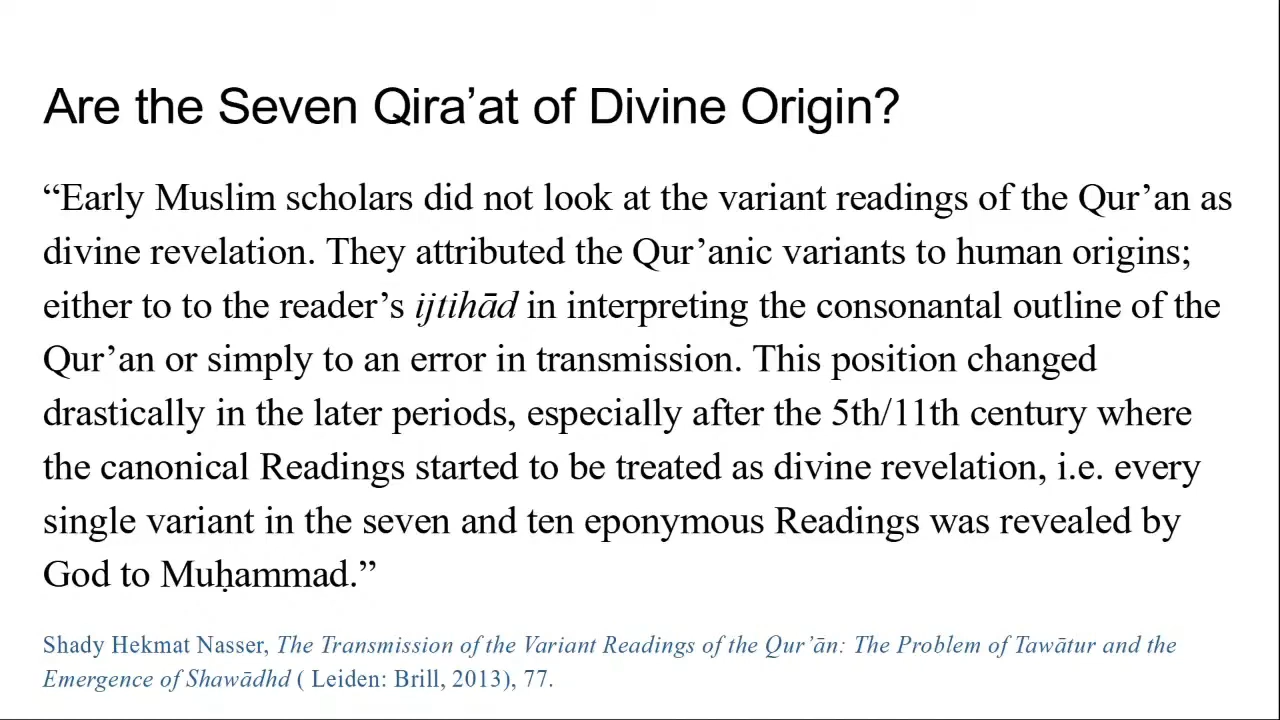 Are the Seven Qira’at of Divine Origin?
“Early Muslim scholars did not look at the variant readings of the Qur’an as
divine revelation. They attributed the Qur’anic variants to human origins;
either to to the reader’s ijtihād in interpreting the consonantal outline of the
Qur’an or simply to an error in transmission. This position changed
drastically in the later periods, especially after the 5th/11th century where
the canonical Readings started to be treated as divine revelation, i.e. every
single variant in the seven and ten eponymous Readings was revealed by
God to Muḥammad.”
Shady Hekmat Nasser, The Transmission of the Variant Readings of the Qur’ān: The Problem of Tawātur and the
Emergence of Shawādhd ( Leiden: Brill, 2013), 77.